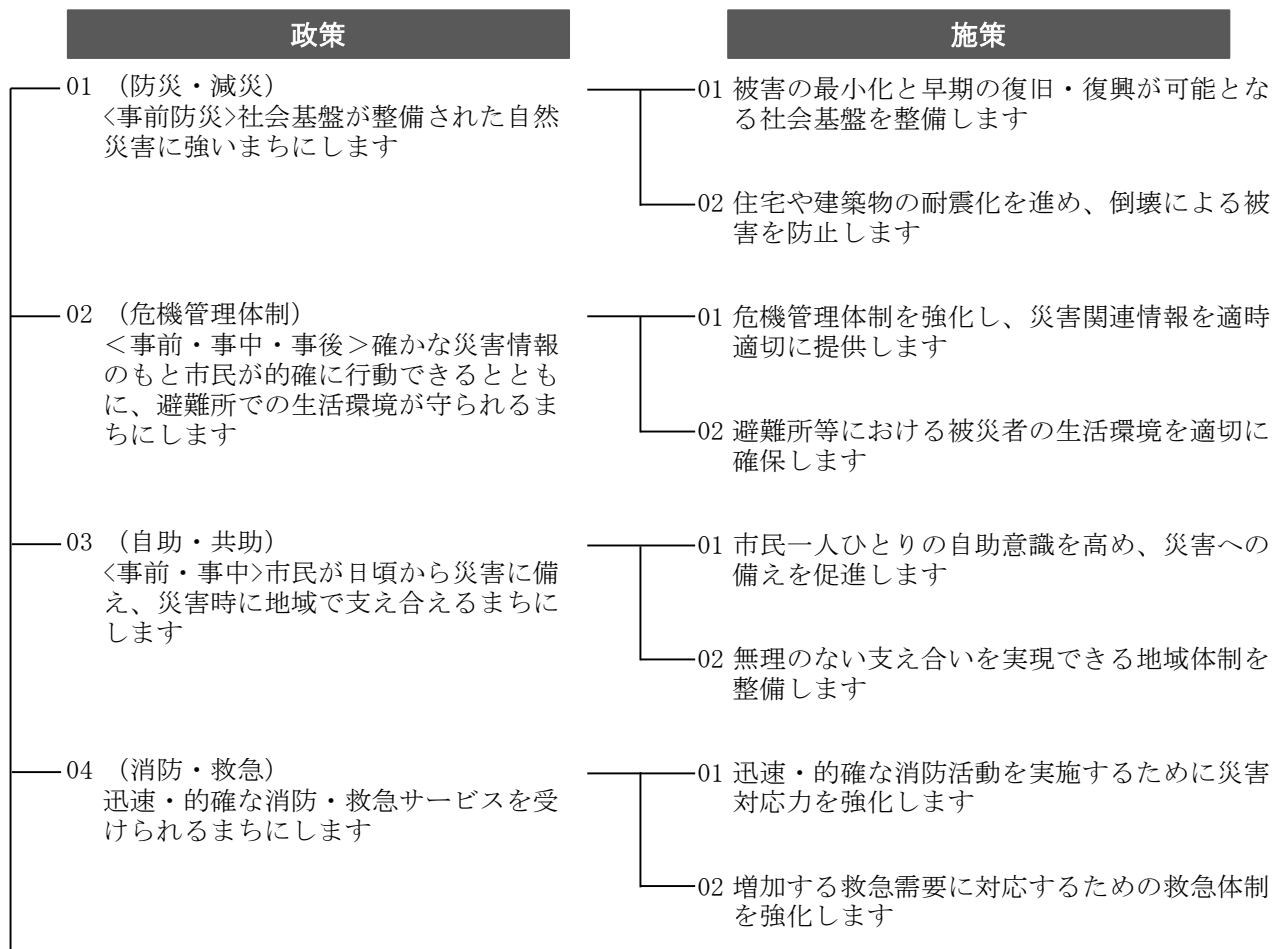 政策
施策
01 （防災・減災）
<事前防災>社会基盤が整備された自然
災害に強いまちにします
01 被害の最小化と早期の復旧・復興が可能とな
る社会基盤を整備します
02 住宅や建築物の耐震化を進め、倒壊による被
害を防止します
02 （危機管理体制）
＜事前・事中・事後＞確かな災害情報
のもと市民が的確に行動できるととも
に、避難所での生活環境が守られるま
ちにします
01 危機管理体制を強化し、災害関連情報を適時
適切に提供します
02 避難所等における被災者の生活環境を適切に
確保します
03 （自助・共助）
<事前・事中>市民が日頃から災害に備
え、災害時に地域で支え合えるまちに
します
01 市民一人ひとりの自助意識を高め、災害への
備えを促進します
02 無理のない支え合いを実現できる地域体制を
整備します
04 （消防・救急）
迅速・的確な消防・救急サービスを受
けられるまちにします
01 迅速・的確な消防活動を実施するために災害
対応力を強化します
02 増加する救急需要に対応するための救急体制
を強化します